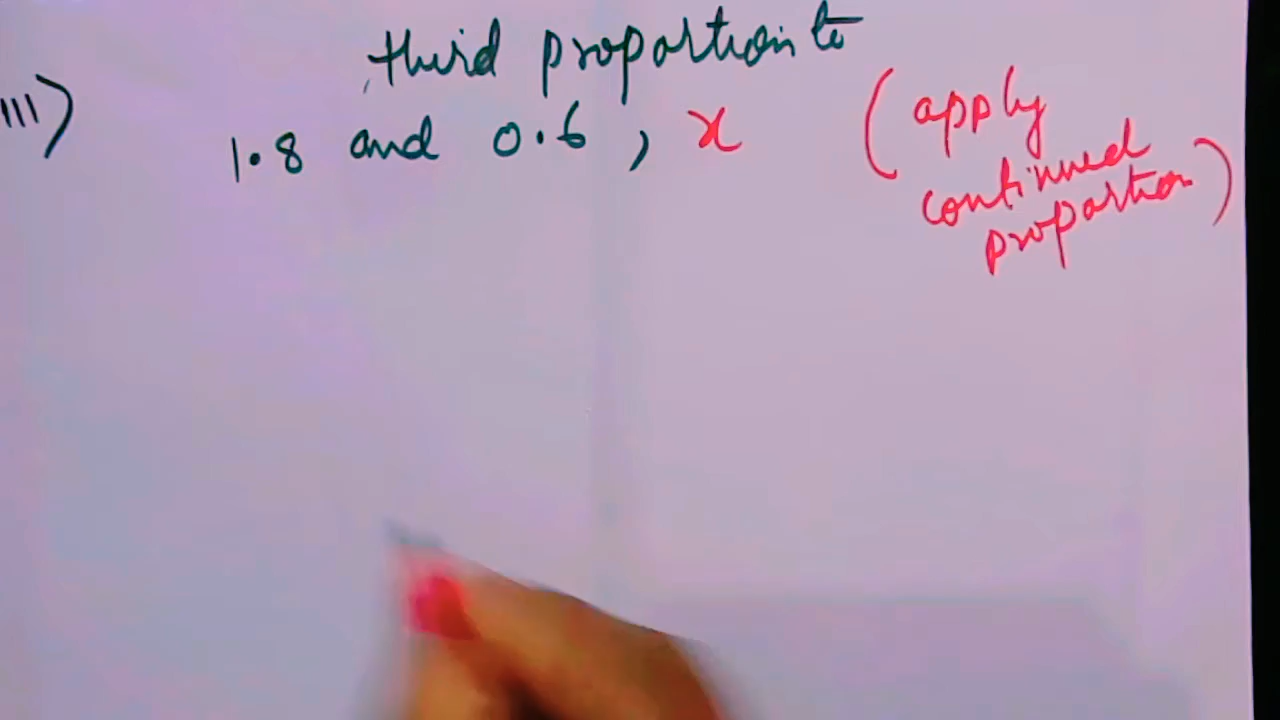 third proportion to
III) 1.8 and 0.6 , x
(apply
continued
proportion)